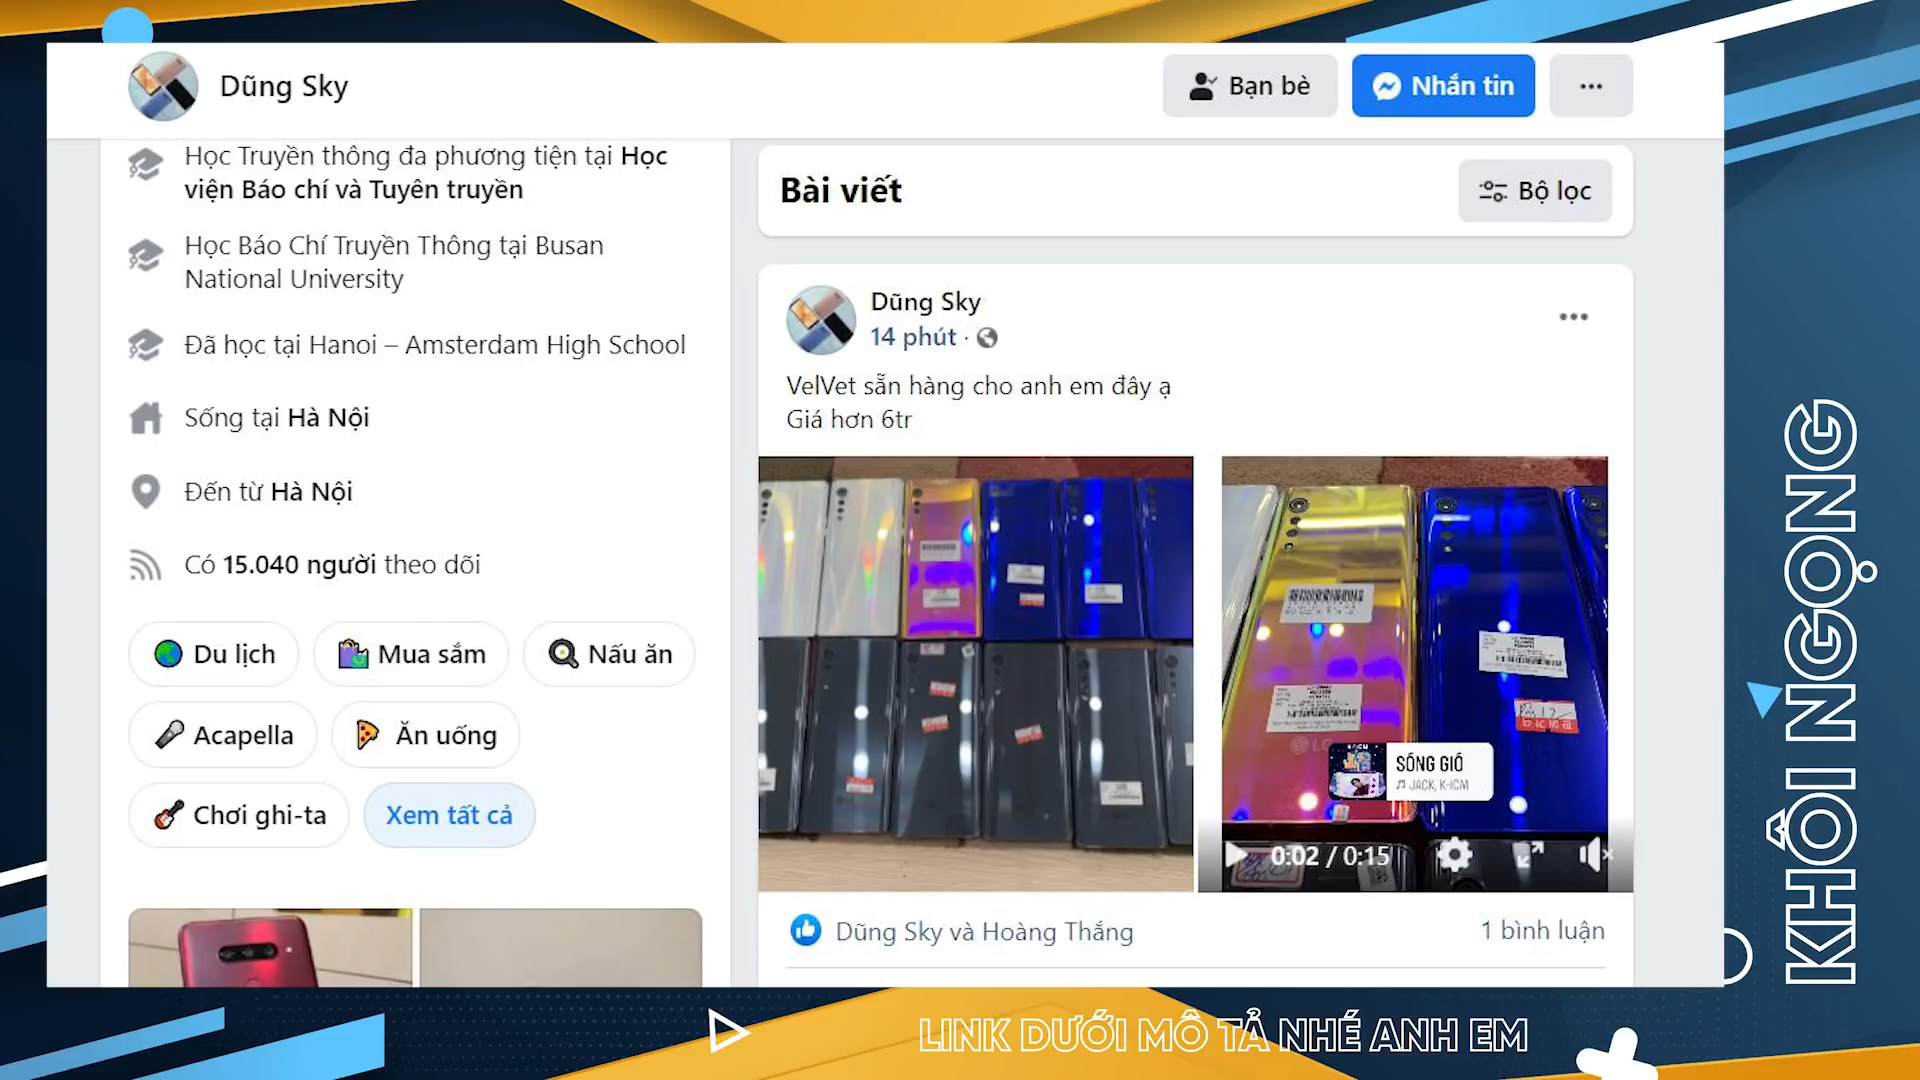 Dũng Sky
Bạn bè
Nhắn tin
Học Truyền thông đa phương tiện tại Học
viện Báo chí và Tuyên truyền
Học Báo Chí Truyền Thông tại Busan
National University
Đã học tại Hanoi – Amsterdam High School
Sống tại Hà Nội
Đến từ Hà Nội
Có 15.040 người theo dõi
Du lịch
Mua sắm
Nấu ăn
Acapella
Ăn uống
Chơi ghi-ta
Xem tất cả
Bài viết
Bộ lọc
Dũng Sky
14 phút ·
VelVet sẵn hàng cho anh em đây ạ
Giá hơn 6tr
LG
SÓNG GIÓ
JACK, K-ICM
0:02 / 0:15
Dũng Sky và Hoàng Thắng
1 bình luận
KHÔI NGỌNG
LINK DƯỚI MÔ TẢ NHÉ ANH EM